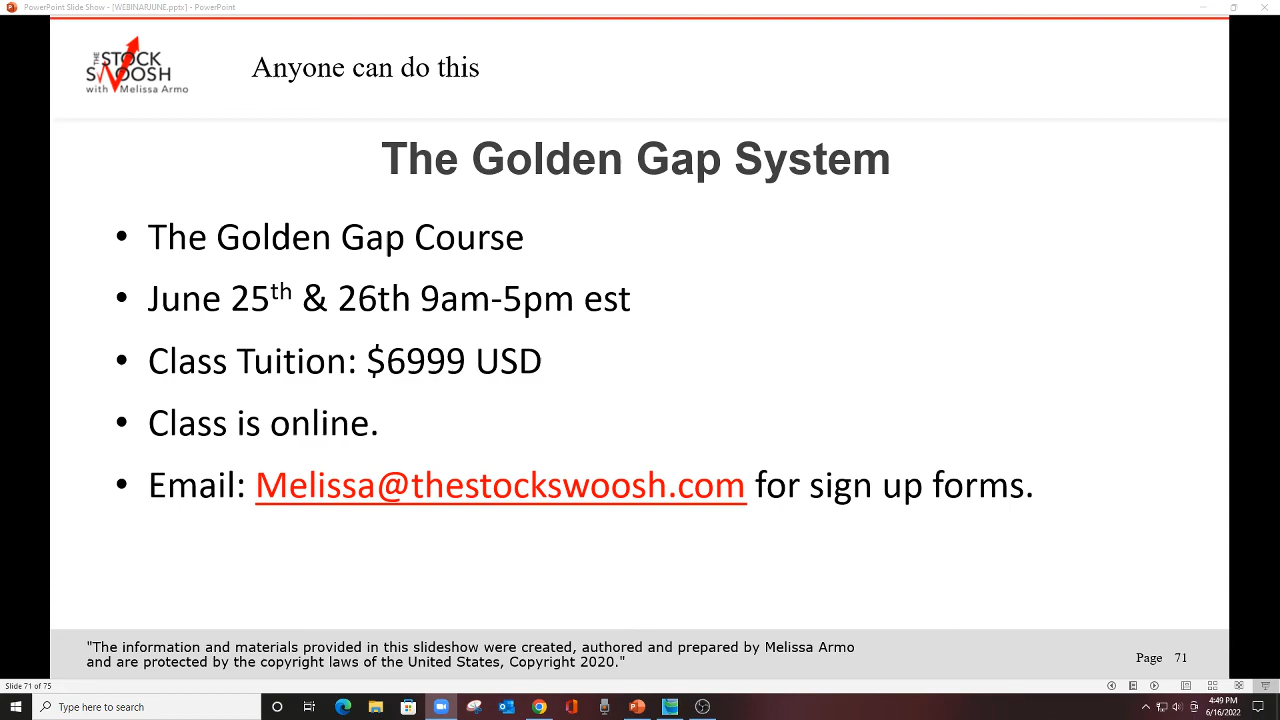 PowerPoint Slide Show - [WEBINARJUNE.pptx] - PowerPoint
THE STOCK
SWOOSH
with Melissa Armo
Anyone can do this
The Golden Gap System
• The Golden Gap Course
• June 25th & 26th 9am-5pm est
• Class Tuition: $6999 USD
• Class is online.
• Email: Melissa@thestockswoosh.com for sign up forms.
"The information and materials provided in this slideshow were created, authored and prepared by Melissa Armo
and are protected by the copyright laws of the United States, Copyright 2020."
Page 71
Slide 71 of 75
Type here to search
4:49 PM
6/16/2022